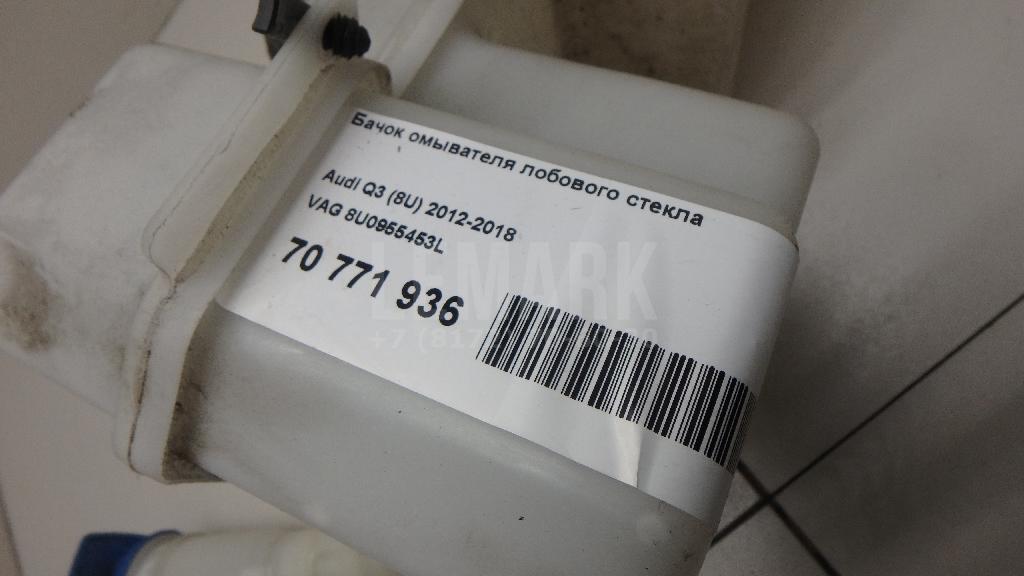 Бачок омывателя лобового стекла
Audi Q3 (8U) 2012-2018
VAG 8U0955453L
70 771 936
LEMARK